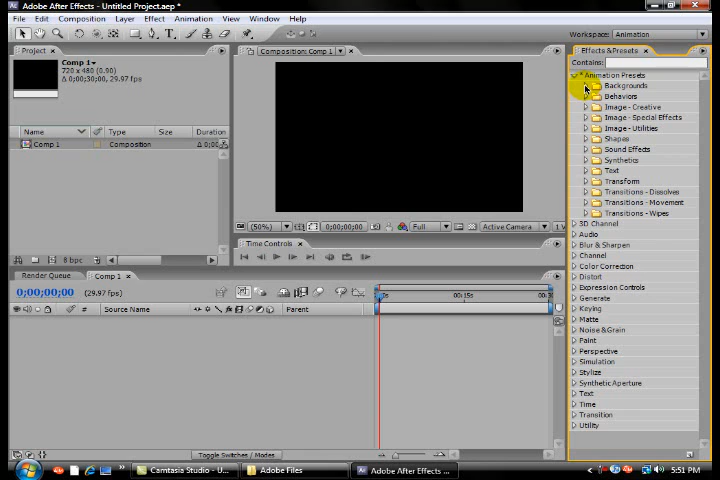 Adobe After Effects - Untitled Project.aep *
File Edit Composition Layer Effect Animation View Window Help
Workspace: Animation
Project ×
Comp 1
720 x 480 (0.90)
Δ 0;00;30;00, 29.97 fps
Name Type Size Duration
Comp 1 Composition Δ 0;00
8 bpc
Composition: Comp 1
(50%) 0;00;00;00 Full Active Camera 1 V
Time Controls ×
Effects & Presets ×
Contains:
* Animation Presets
Backgrounds
Behaviors
Image - Creative
Image - Special Effects
Image - Utilities
Shapes
Sound Effects
Synthetics
Text
Transform
Transitions - Dissolves
Transitions - Movement
Transitions - Wipes
3D Channel
Audio
Blur & Sharpen
Channel
Color Correction
Distort
Expression Controls
Generate
Keying
Matte
Noise & Grain
Paint
Perspective
Simulation
Stylize
Synthetic Aperture
Text
Time
Transition
Utility
Render Queue Comp 1 ×
0;00;00;00 (29.97 fps)
# Source Name Parent
00:15s 00:30
Toggle Switches / Modes
Camtasia Studio - U... Adobe Files Adobe After Effects ... 5:51 PM